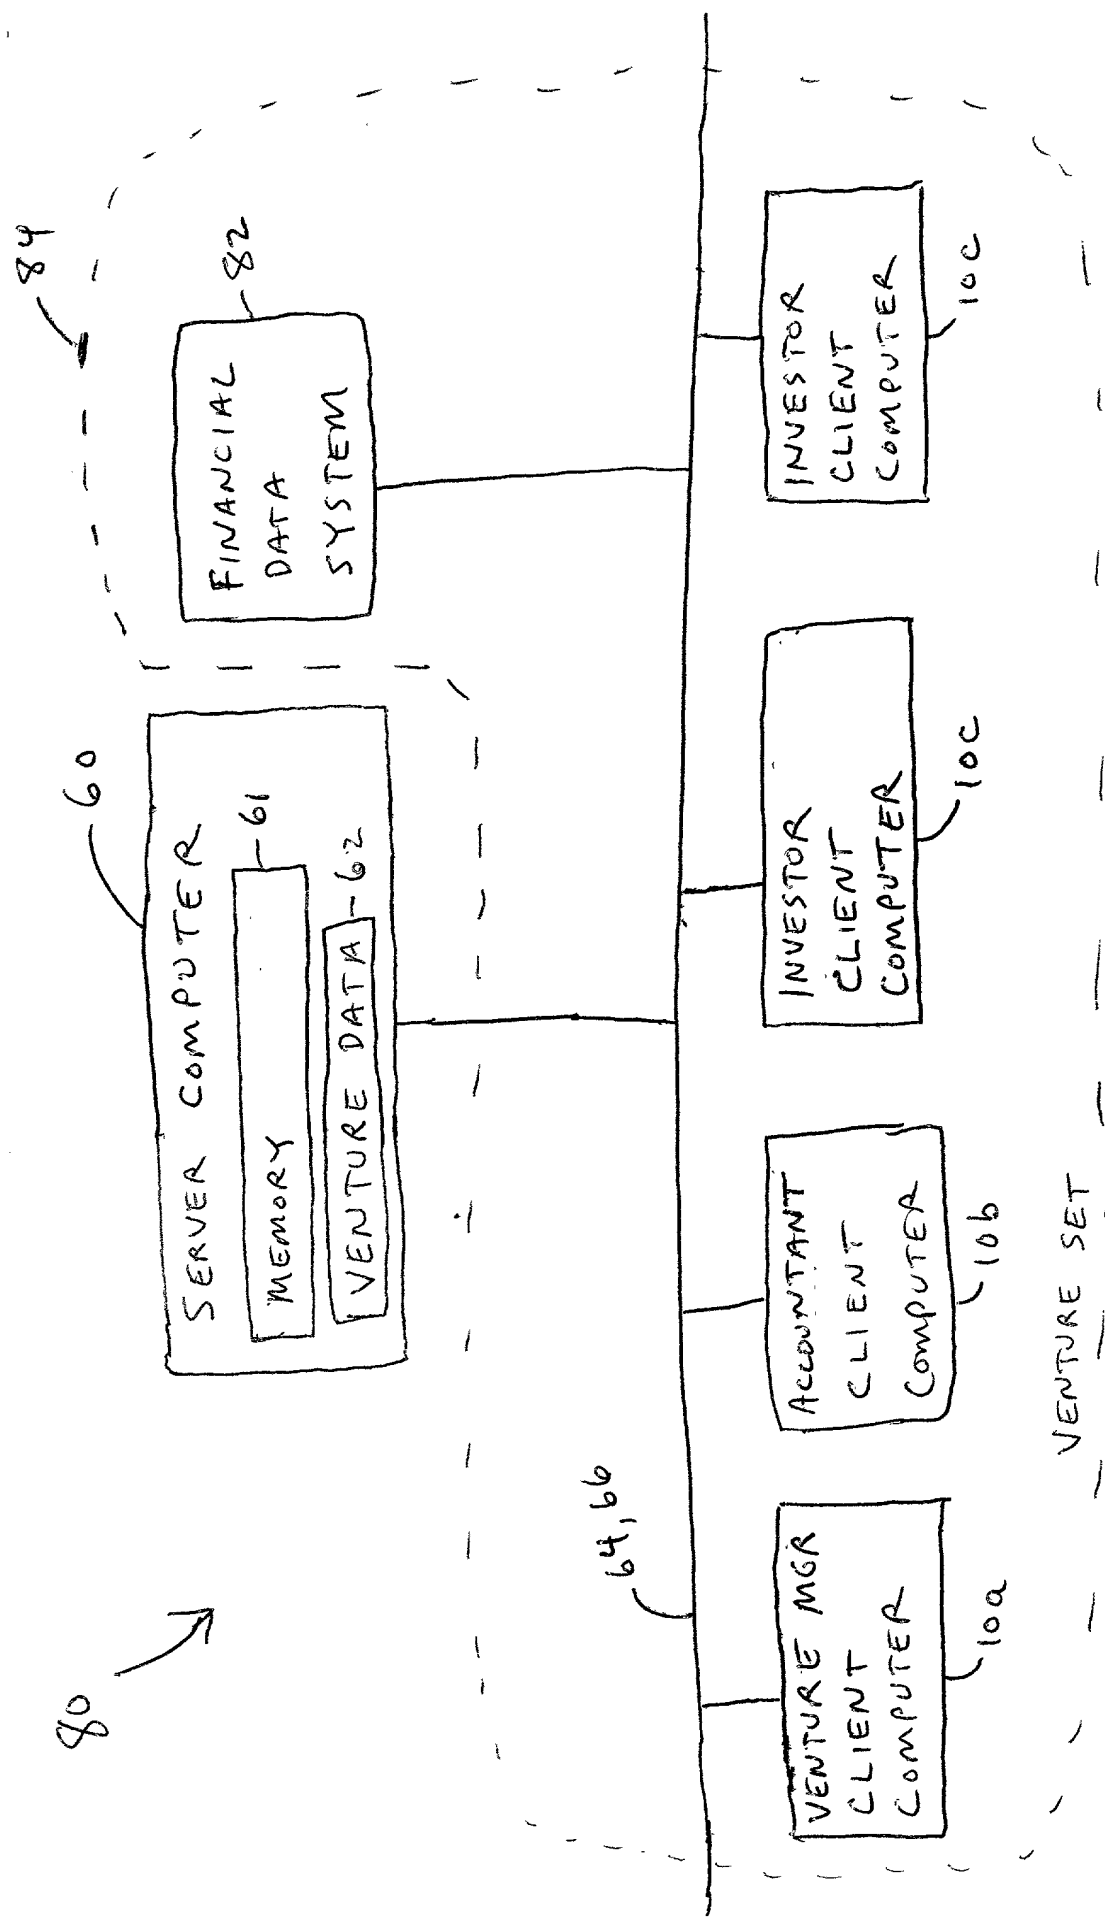 80
60
SERVER COMPUTER
MEMORY
61
VENTURE DATA
62
84
FINANCIAL
DATA
SYSTEM
82
64, 66
VENTURE MGR
CLIENT
COMPUTER
10a
ACCOUNTANT
CLIENT
COMPUTER
10b
INVESTOR
CLIENT
COMPUTER
10c
INVESTOR
CLIENT
COMPUTER
10c
VENTURE SET